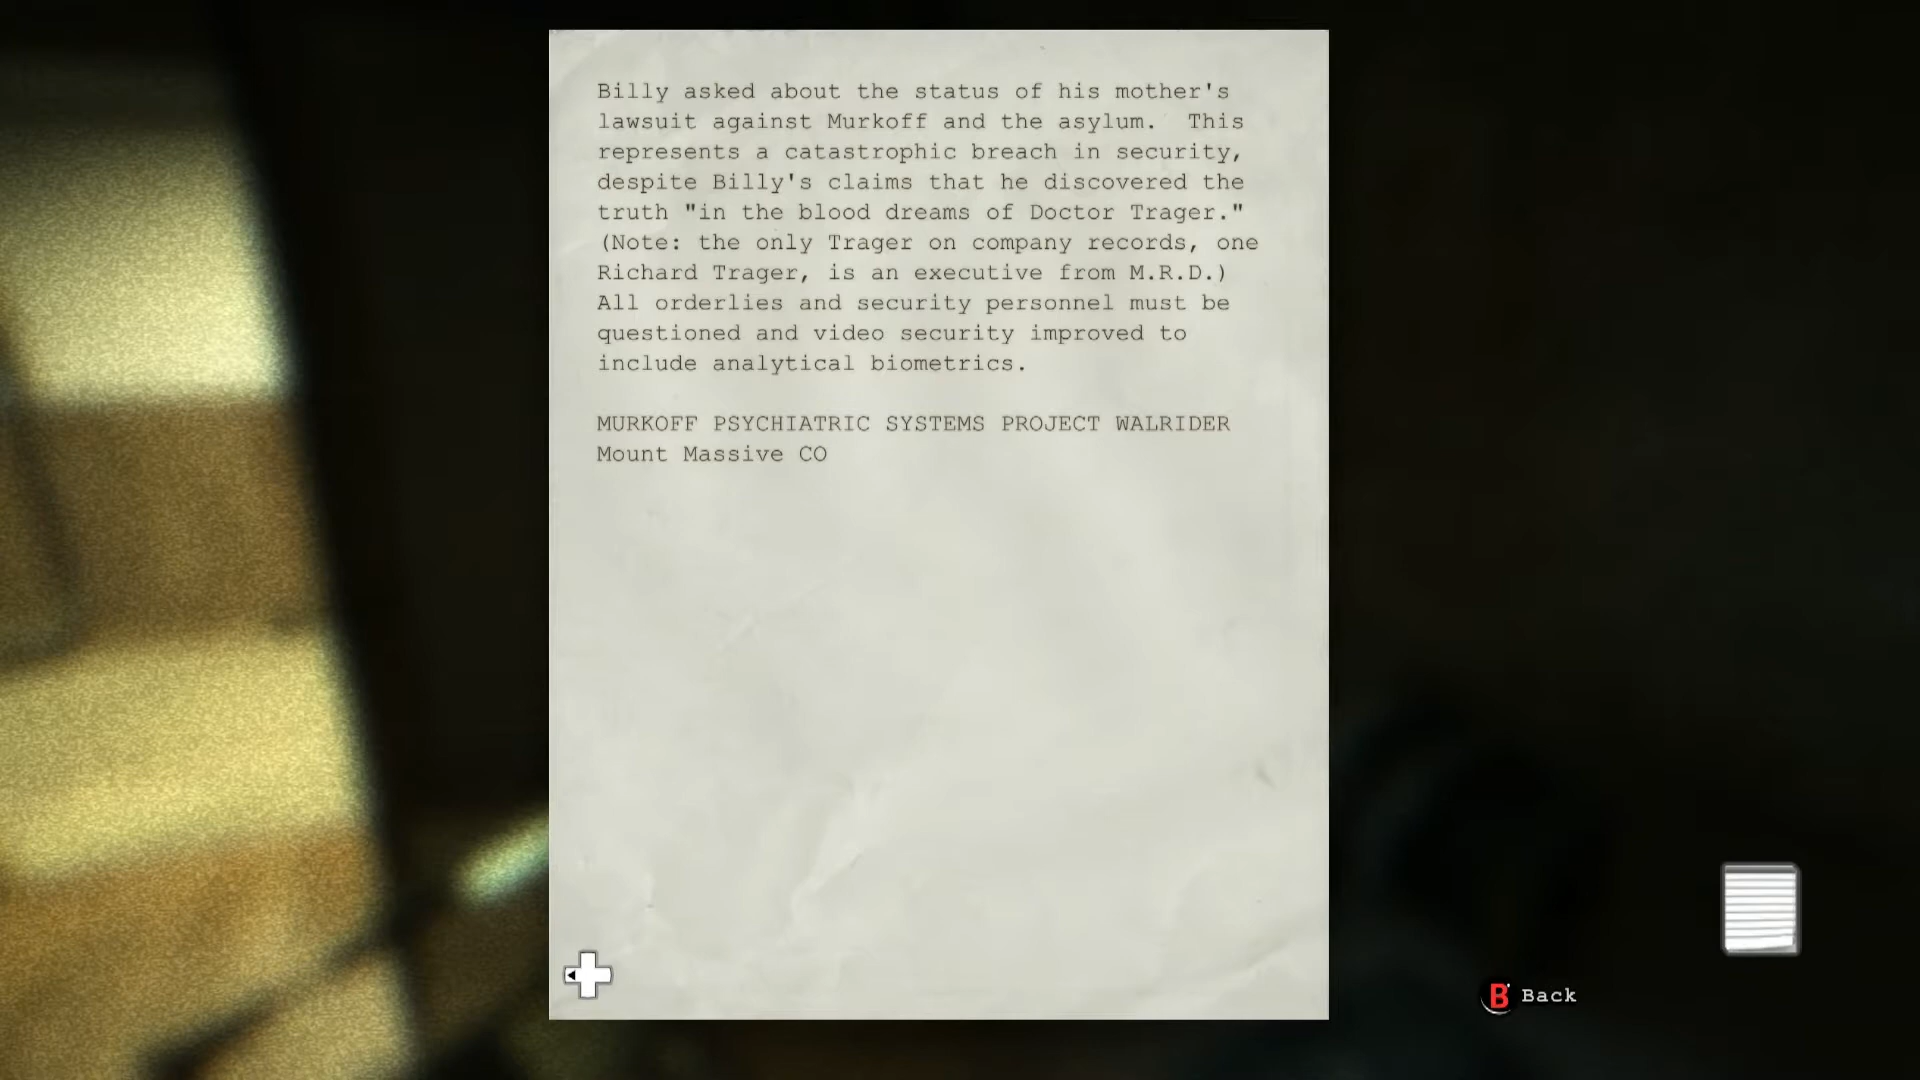 Billy asked about the status of his mother's
lawsuit against Murkoff and the asylum.  This
represents a catastrophic breach in security,
despite Billy's claims that he discovered the
truth "in the blood dreams of Doctor Trager."
(Note: the only Trager on company records, one
Richard Trager, is an executive from M.R.D.)
All orderlies and security personnel must be
questioned and video security improved to
include analytical biometrics.
MURKOFF PSYCHIATRIC SYSTEMS PROJECT WALRIDER
Mount Massive CO
B Back